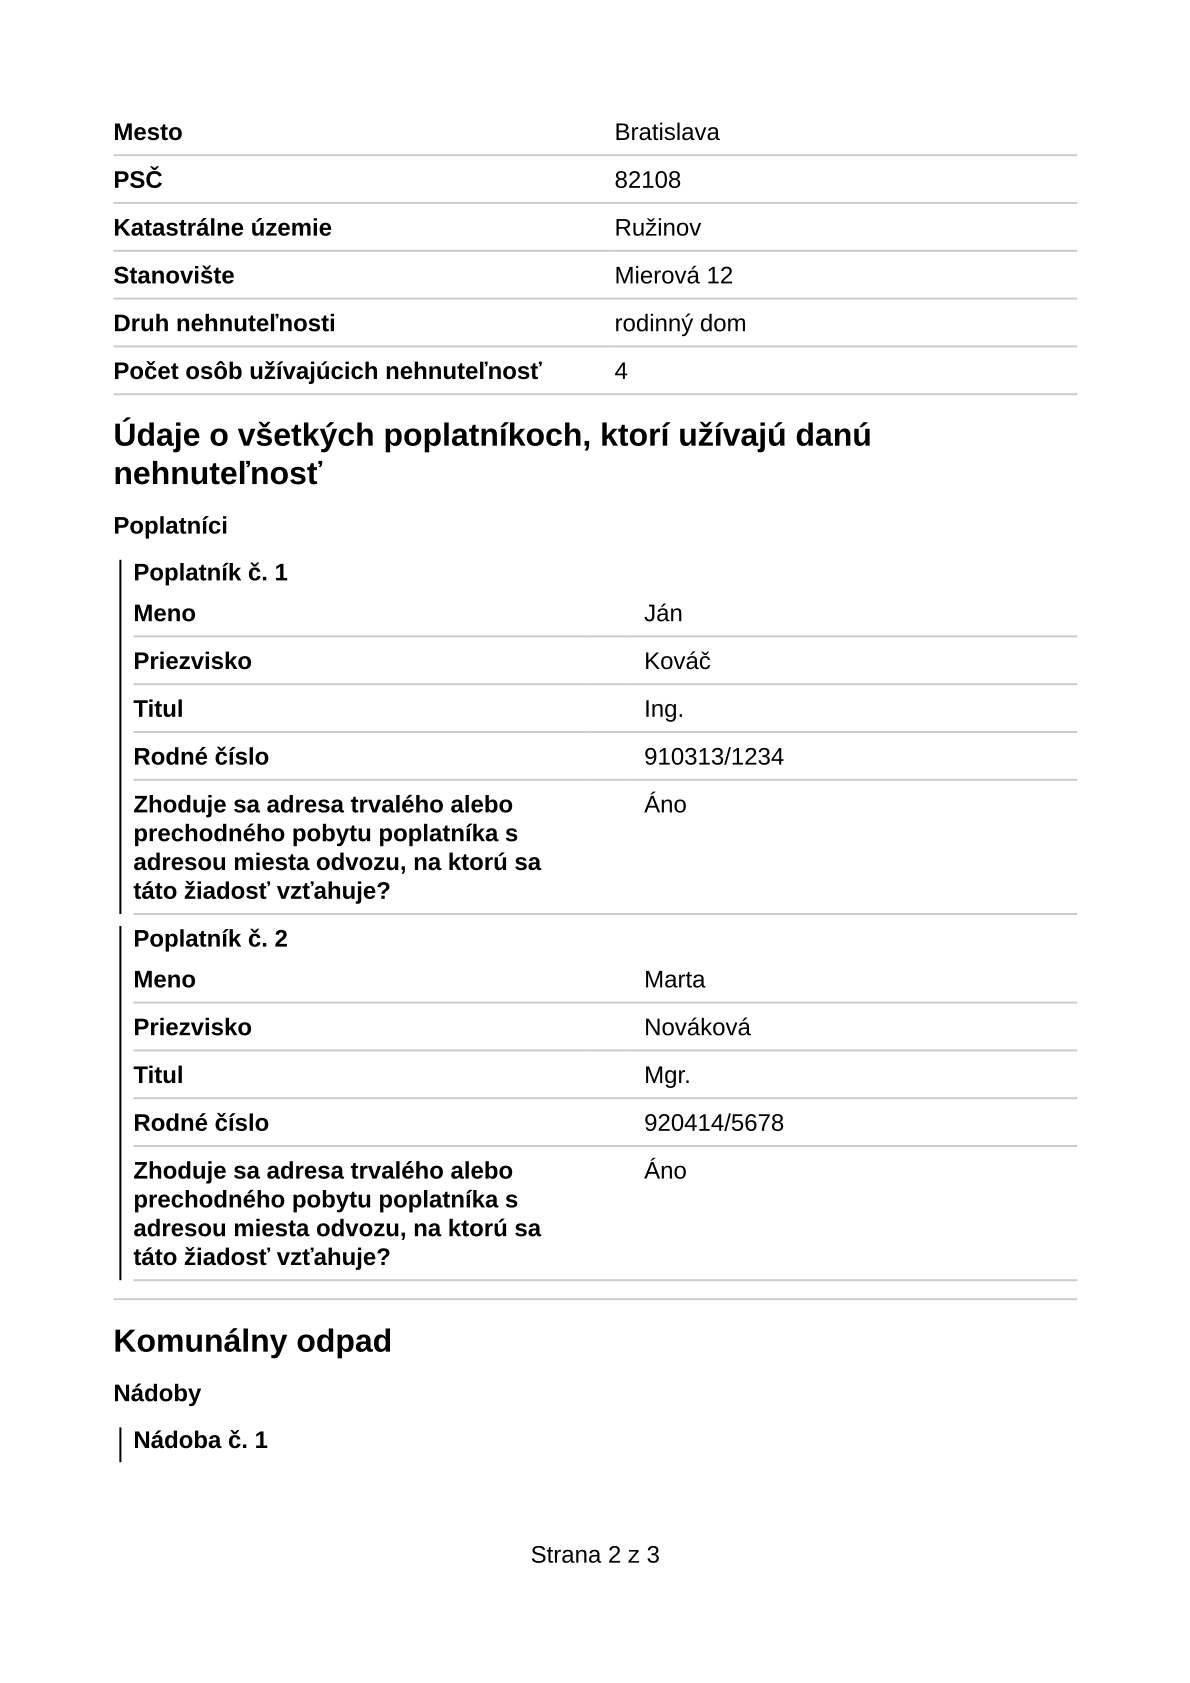 Mesto Bratislava
PSČ 82108
Katastrálne územie Ružinov
Stanovište Mierová 12
Druh nehnuteľnosti rodinný dom
Počet osôb užívajúcich nehnuteľnosť 4
Údaje o všetkých poplatníkoch, ktorí užívajú danú
nehnuteľnosť
Poplatníci
Poplatník č. 1
Meno Ján
Priezvisko Kováč
Titul Ing.
Rodné číslo 910313/1234
Zhoduje sa adresa trvalého alebo Áno
prechodného pobytu poplatníka s
adresou miesta odvozu, na ktorú sa
táto žiadosť vzťahuje?
Poplatník č. 2
Meno Marta
Priezvisko Nováková
Titul Mgr.
Rodné číslo 920414/5678
Zhoduje sa adresa trvalého alebo Áno
prechodného pobytu poplatníka s
adresou miesta odvozu, na ktorú sa
táto žiadosť vzťahuje?
Komunálny odpad
Nádoby
Nádoba č. 1
Strana 2 z 3